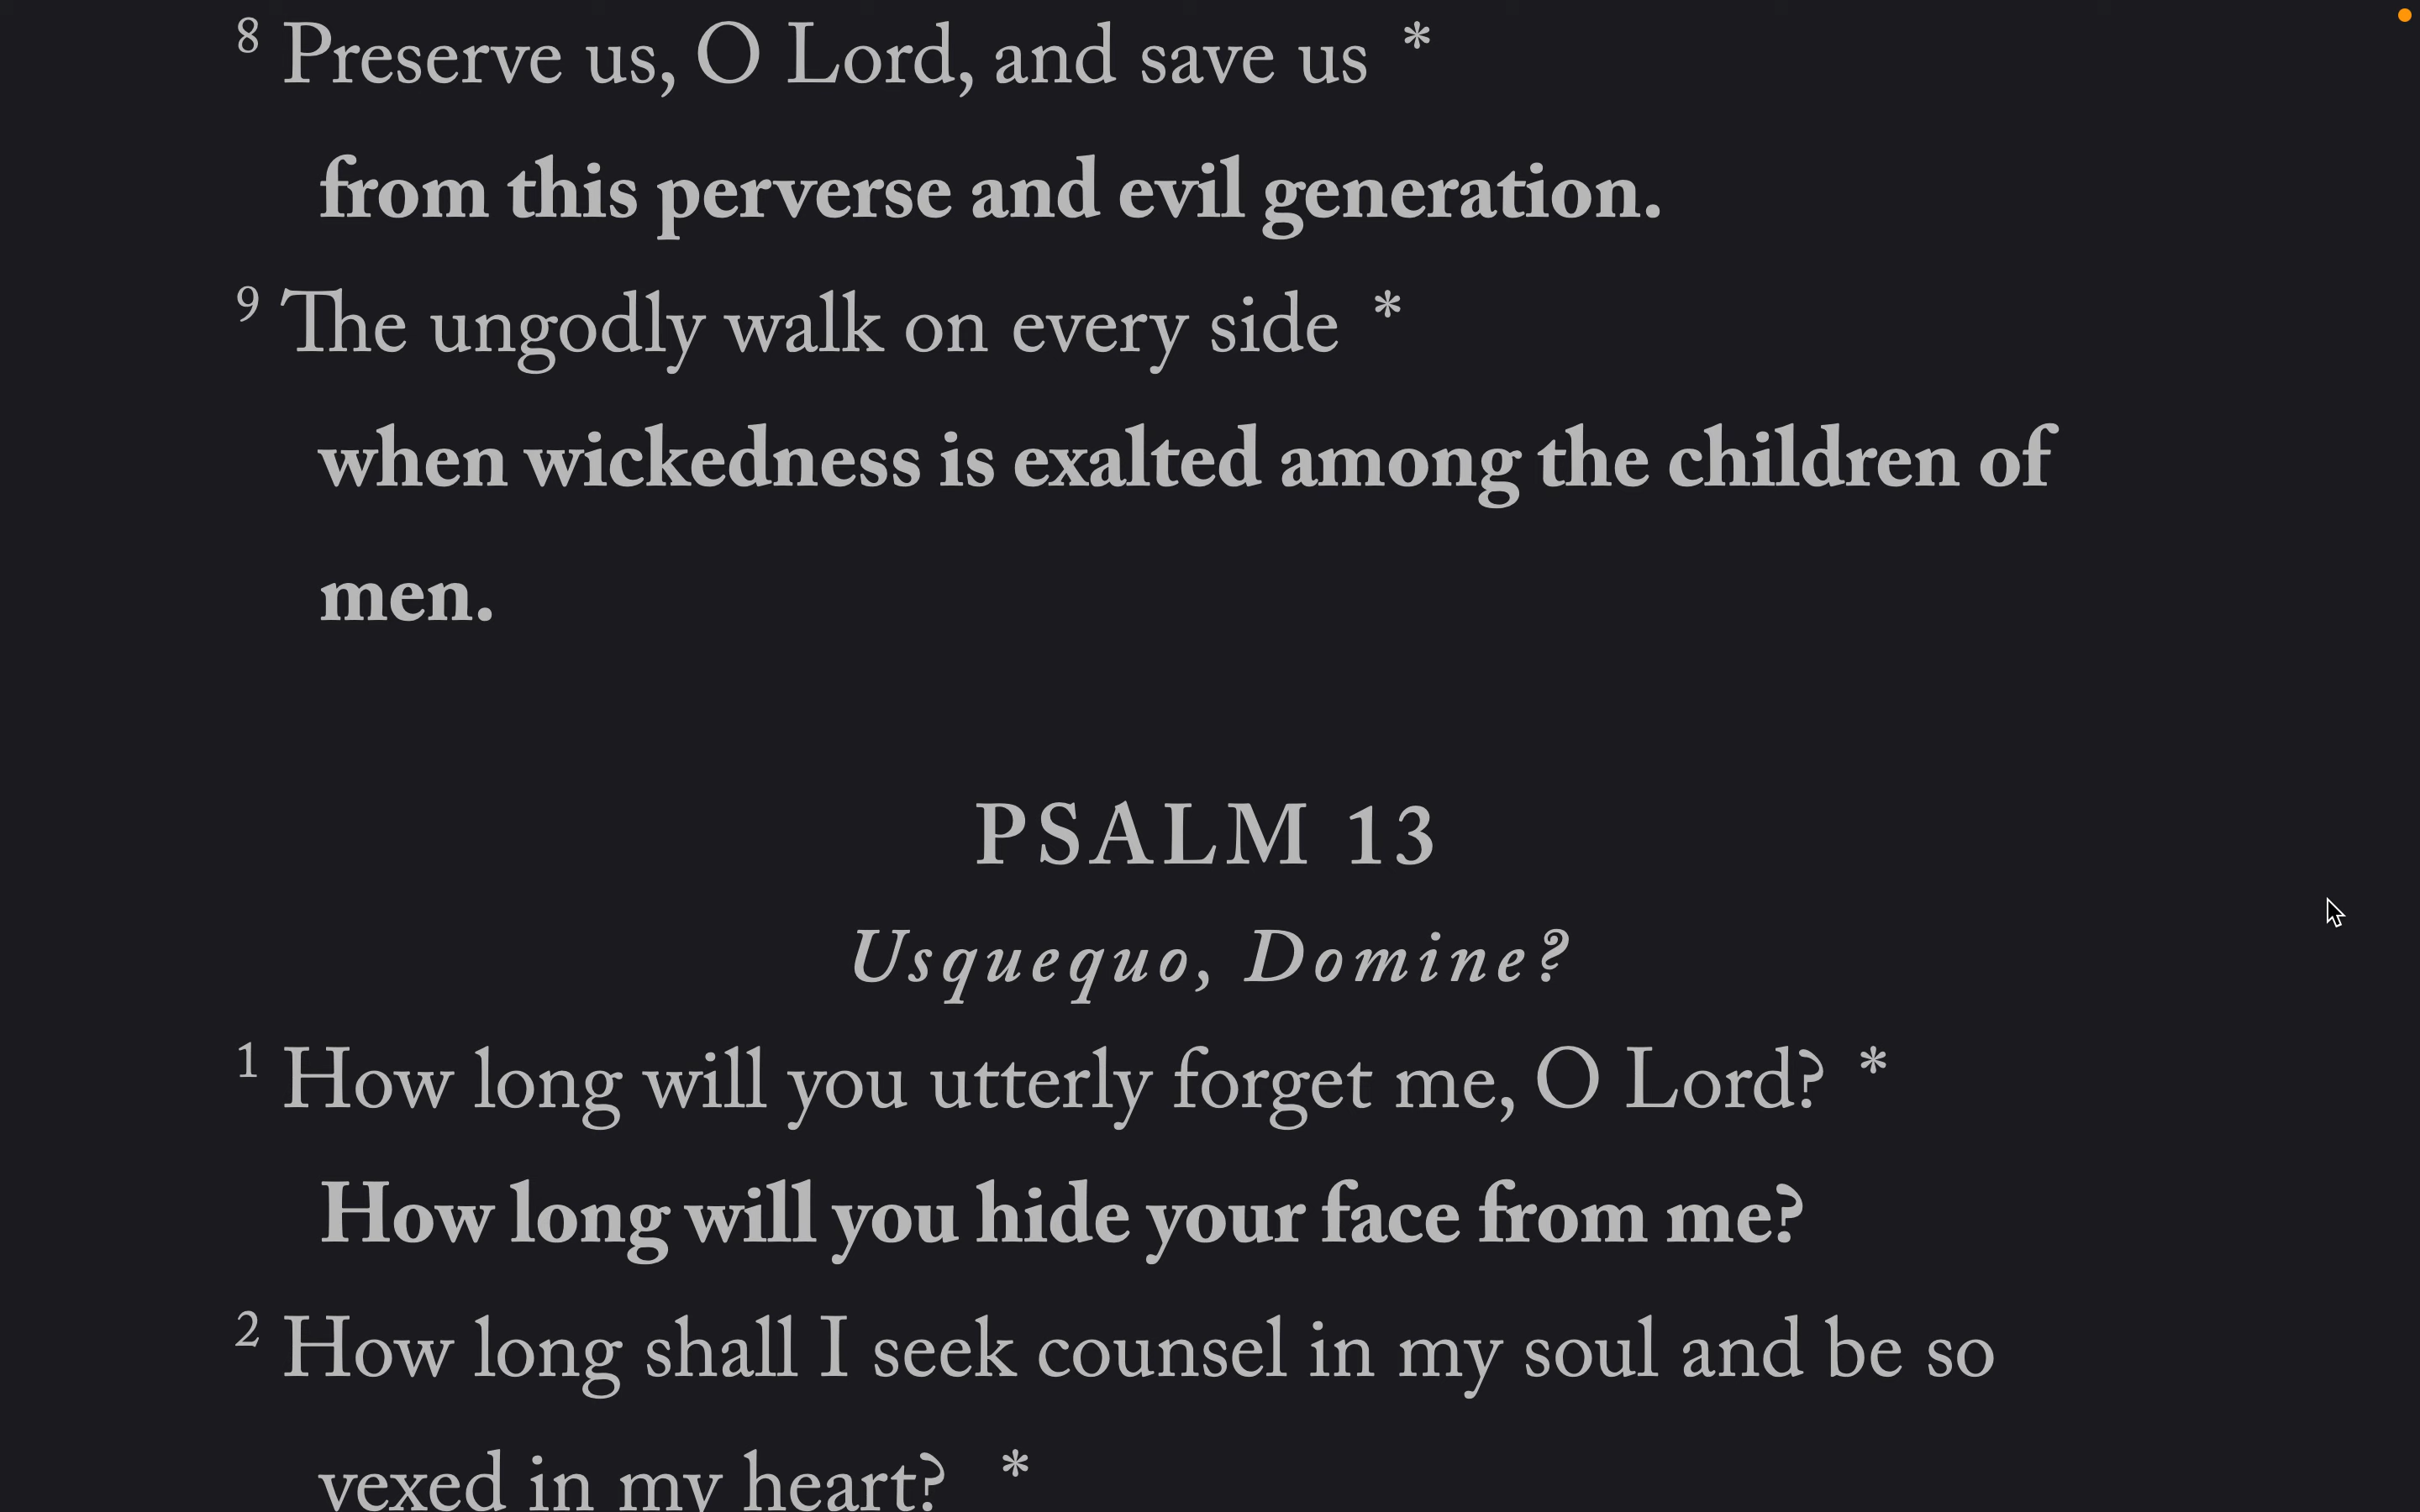 8 Preserve us, O Lord, and save us *
from this perverse and evil generation.
9 The ungodly walk on every side *
when wickedness is exalted among the children of
men.
PSALM 13
Usquequo, Domine?
1 How long will you utterly forget me, O Lord? *
How long will you hide your face from me?
2 How long shall I seek counsel in my soul and be so
vexed in my heart? *